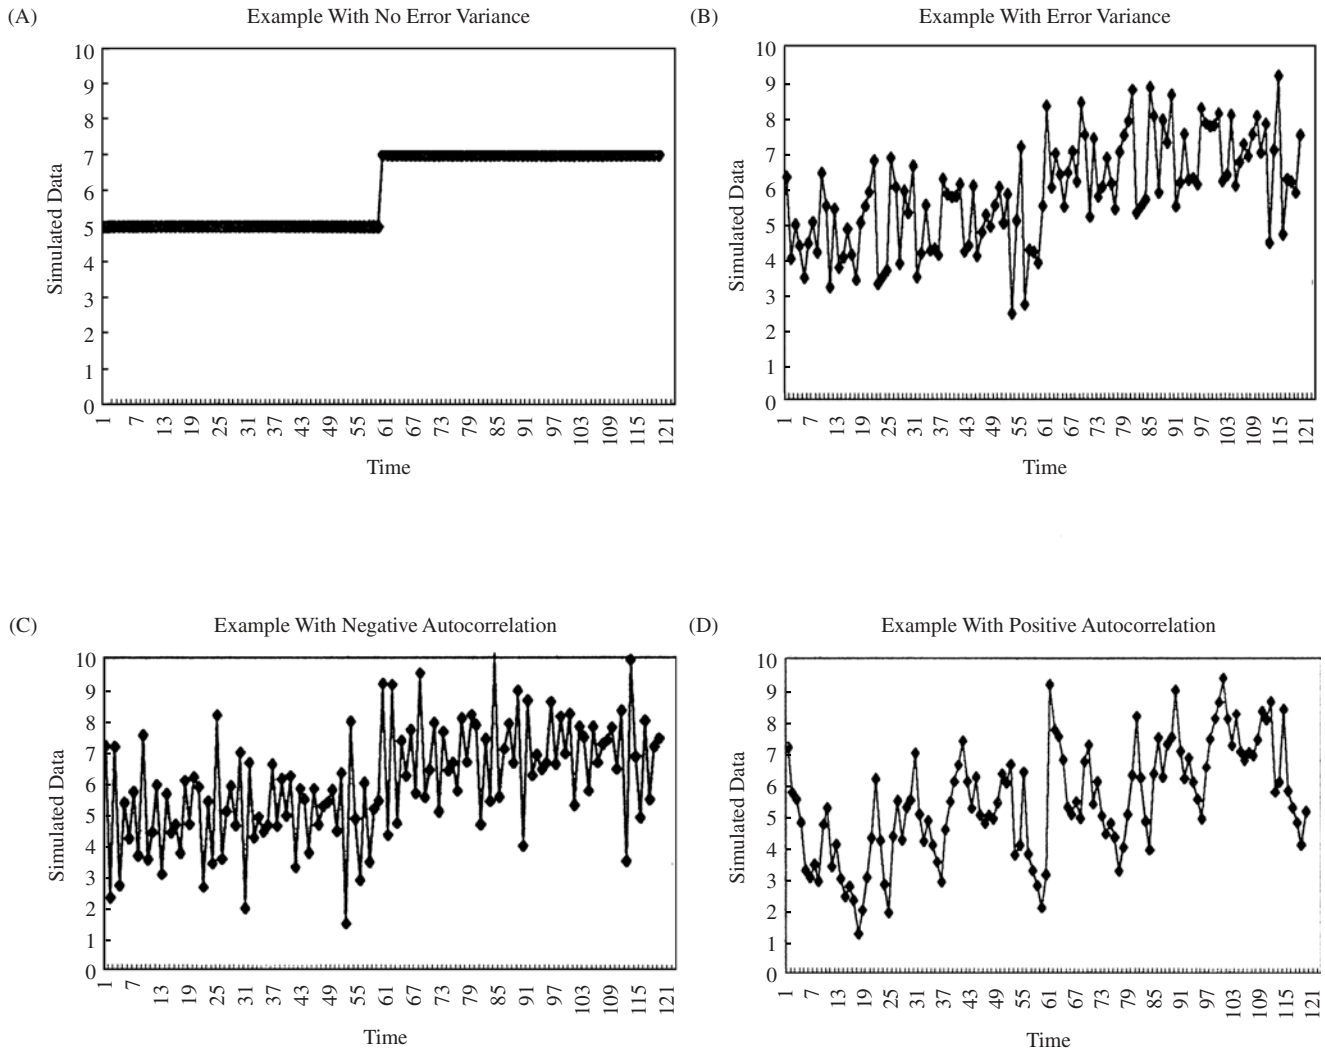 (A)
Example With No Error Variance
10
9
8
7
6
5
4
3
2
1
0
Simulated Data
1 7 13 19 25 31 37 43 49 55 61 67 73 79 85 91 97 103 109 115 121
Time
(B)
Example With Error Variance
10
9
8
7
6
5
4
3
2
1
0
Simulated Data
1 7 13 19 25 31 37 43 49 55 61 67 73 79 85 91 97 103 109 115 121
Time
(C)
Example With Negative Autocorrelation
10
9
8
7
6
5
4
3
2
1
0
Simulated Data
1 7 13 19 25 31 37 43 49 55 61 67 73 79 85 91 97 103 109 115 121
Time
(D)
Example With Positive Autocorrelation
10
9
8
7
6
5
4
3
2
1
0
Simulated Data
1 7 13 19 25 31 37 43 49 55 61 67 73 79 85 91 97 103 109 115 121
Time